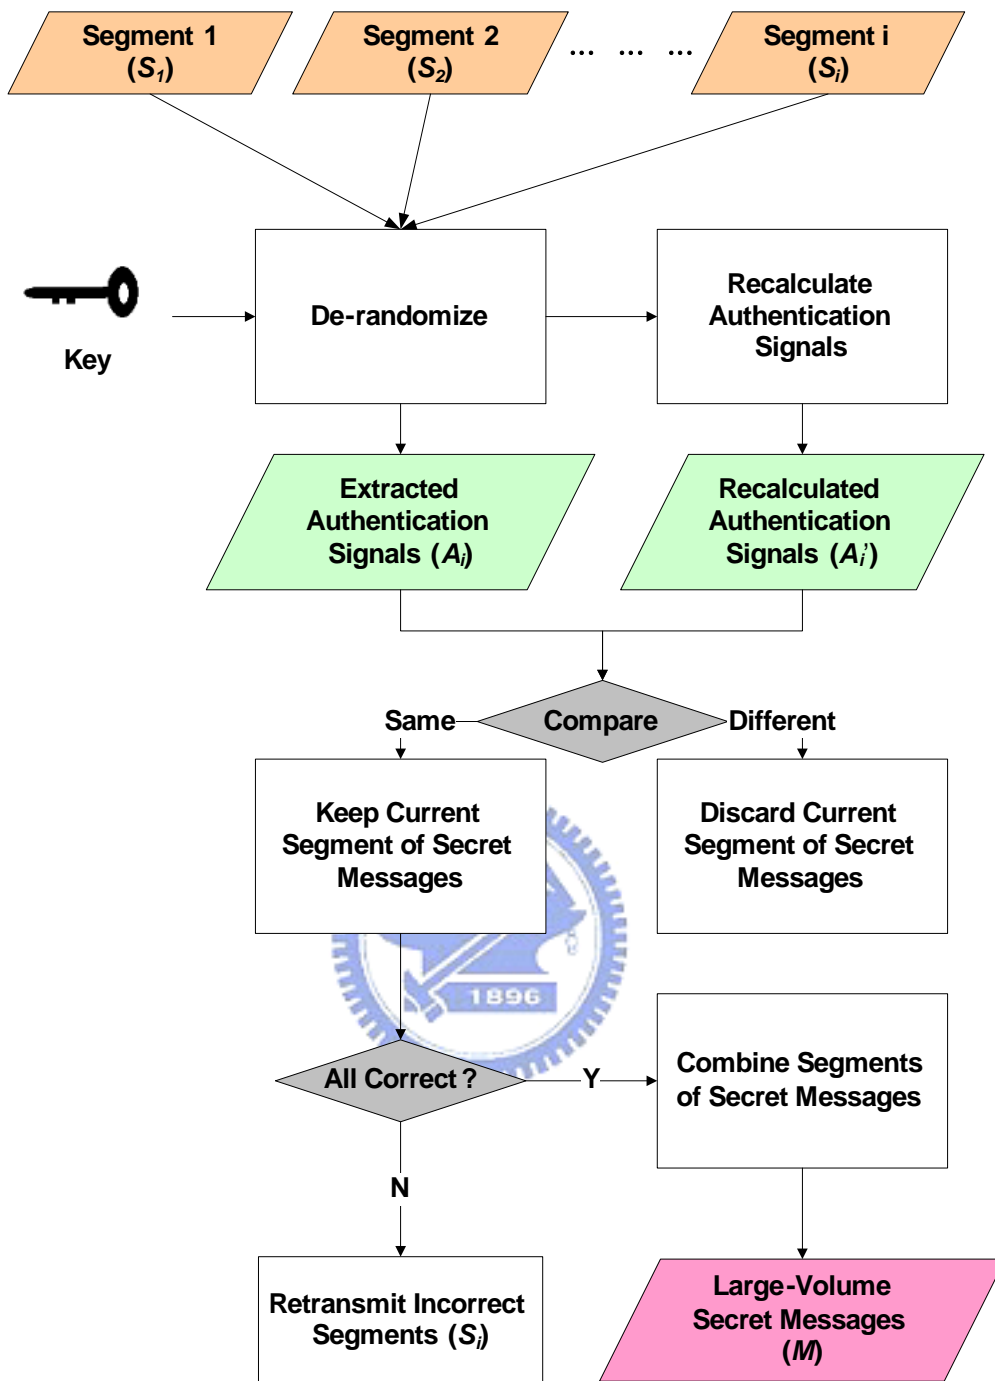 Segment 1
(S1)
Segment 2
(S2)
... ... ...
Segment i
(Si)
Key
De-randomize
Recalculate
Authentication
Signals
Extracted
Authentication
Signals (Ai)
Recalculated
Authentication
Signals (Ai')
Compare
Same
Different
Keep Current
Segment of Secret
Messages
Discard Current
Segment of Secret
Messages
1896
All Correct ?
Y
Combine Segments
of Secret Messages
N
Retransmit Incorrect
Segments (Si)
Large-Volume
Secret Messages
(M)